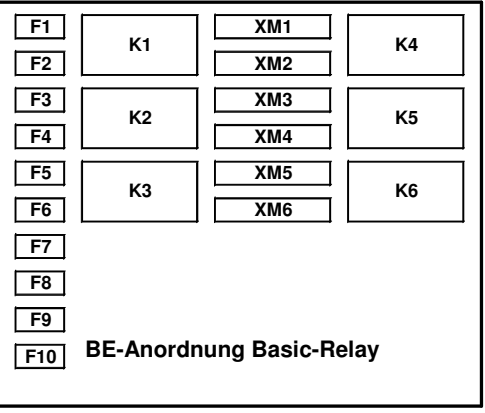 F1 K1 XM1 K4
F2 XM2
F3 K2 XM3 K5
F4 XM4
F5 K3 XM5 K6
F6 XM6
F7
F8
F9
F10 BE-Anordnung Basic-Relay